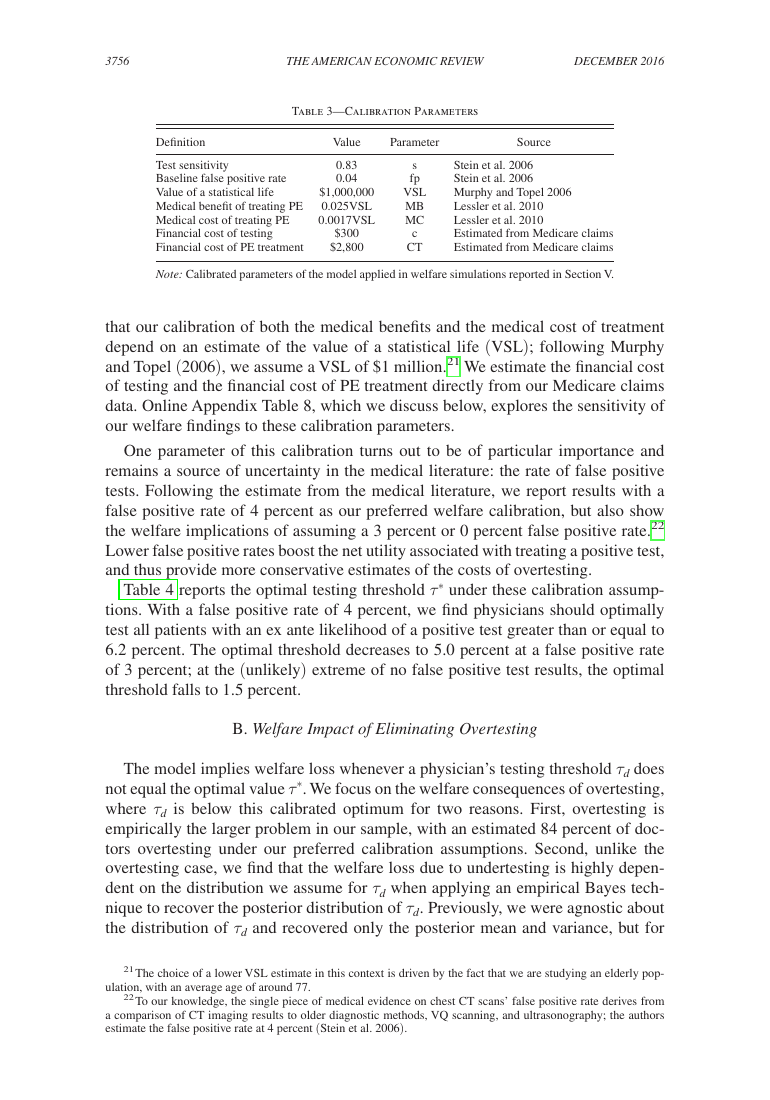 3756 THE AMERICAN ECONOMIC REVIEW DECEMBER 2016
Table 3—Calibration Parameters
Definition Value Parameter Source
Test sensitivity 0.83 s Stein et al. 2006
Baseline false positive rate 0.04 fp Stein et al. 2006
Value of a statistical life $1,000,000 VSL Murphy and Topel 2006
Medical benefit of treating PE 0.025VSL MB Lessler et al. 2010
Medical cost of treating PE 0.0017VSL MC Lessler et al. 2010
Financial cost of testing $300 c Estimated from Medicare claims
Financial cost of PE treatment $2,800 CT Estimated from Medicare claims
Note: Calibrated parameters of the model applied in welfare simulations reported in Section V.
that our calibration of both the medical benefits and the medical cost of treatment
depend on an estimate of the value of a statistical life (VSL); following Murphy
and Topel (2006), we assume a VSL of $1 million.21 We estimate the financial cost
of testing and the financial cost of PE treatment directly from our Medicare claims
data. Online Appendix Table 8, which we discuss below, explores the sensitivity of
our welfare findings to these calibration parameters.
One parameter of this calibration turns out to be of particular importance and
remains a source of uncertainty in the medical literature: the rate of false positive
tests. Following the estimate from the medical literature, we report results with a
false positive rate of 4 percent as our preferred welfare calibration, but also show
the welfare implications of assuming a 3 percent or 0 percent false positive rate.22
Lower false positive rates boost the net utility associated with treating a positive test,
and thus provide more conservative estimates of the costs of overtesting.
Table 4 reports the optimal testing threshold τ* under these calibration assump-
tions. With a false positive rate of 4 percent, we find physicians should optimally
test all patients with an ex ante likelihood of a positive test greater than or equal to
6.2 percent. The optimal threshold decreases to 5.0 percent at a false positive rate
of 3 percent; at the (unlikely) extreme of no false positive test results, the optimal
threshold falls to 1.5 percent.
B. Welfare Impact of Eliminating Overtesting
The model implies welfare loss whenever a physician's testing threshold τd does
not equal the optimal value τ*. We focus on the welfare consequences of overtesting,
where τd is below this calibrated optimum for two reasons. First, overtesting is
empirically the larger problem in our sample, with an estimated 84 percent of doc-
tors overtesting under our preferred calibration assumptions. Second, unlike the
overtesting case, we find that the welfare loss due to undertesting is highly depen-
dent on the distribution we assume for τd when applying an empirical Bayes tech-
nique to recover the posterior distribution of τd. Previously, we were agnostic about
the distribution of τd and recovered only the posterior mean and variance, but for
21 The choice of a lower VSL estimate in this context is driven by the fact that we are studying an elderly pop-
ulation, with an average age of around 77.
22 To our knowledge, the single piece of medical evidence on chest CT scans' false positive rate derives from
a comparison of CT imaging results to older diagnostic methods, VQ scanning, and ultrasonography; the authors
estimate the false positive rate at 4 percent (Stein et al. 2006).